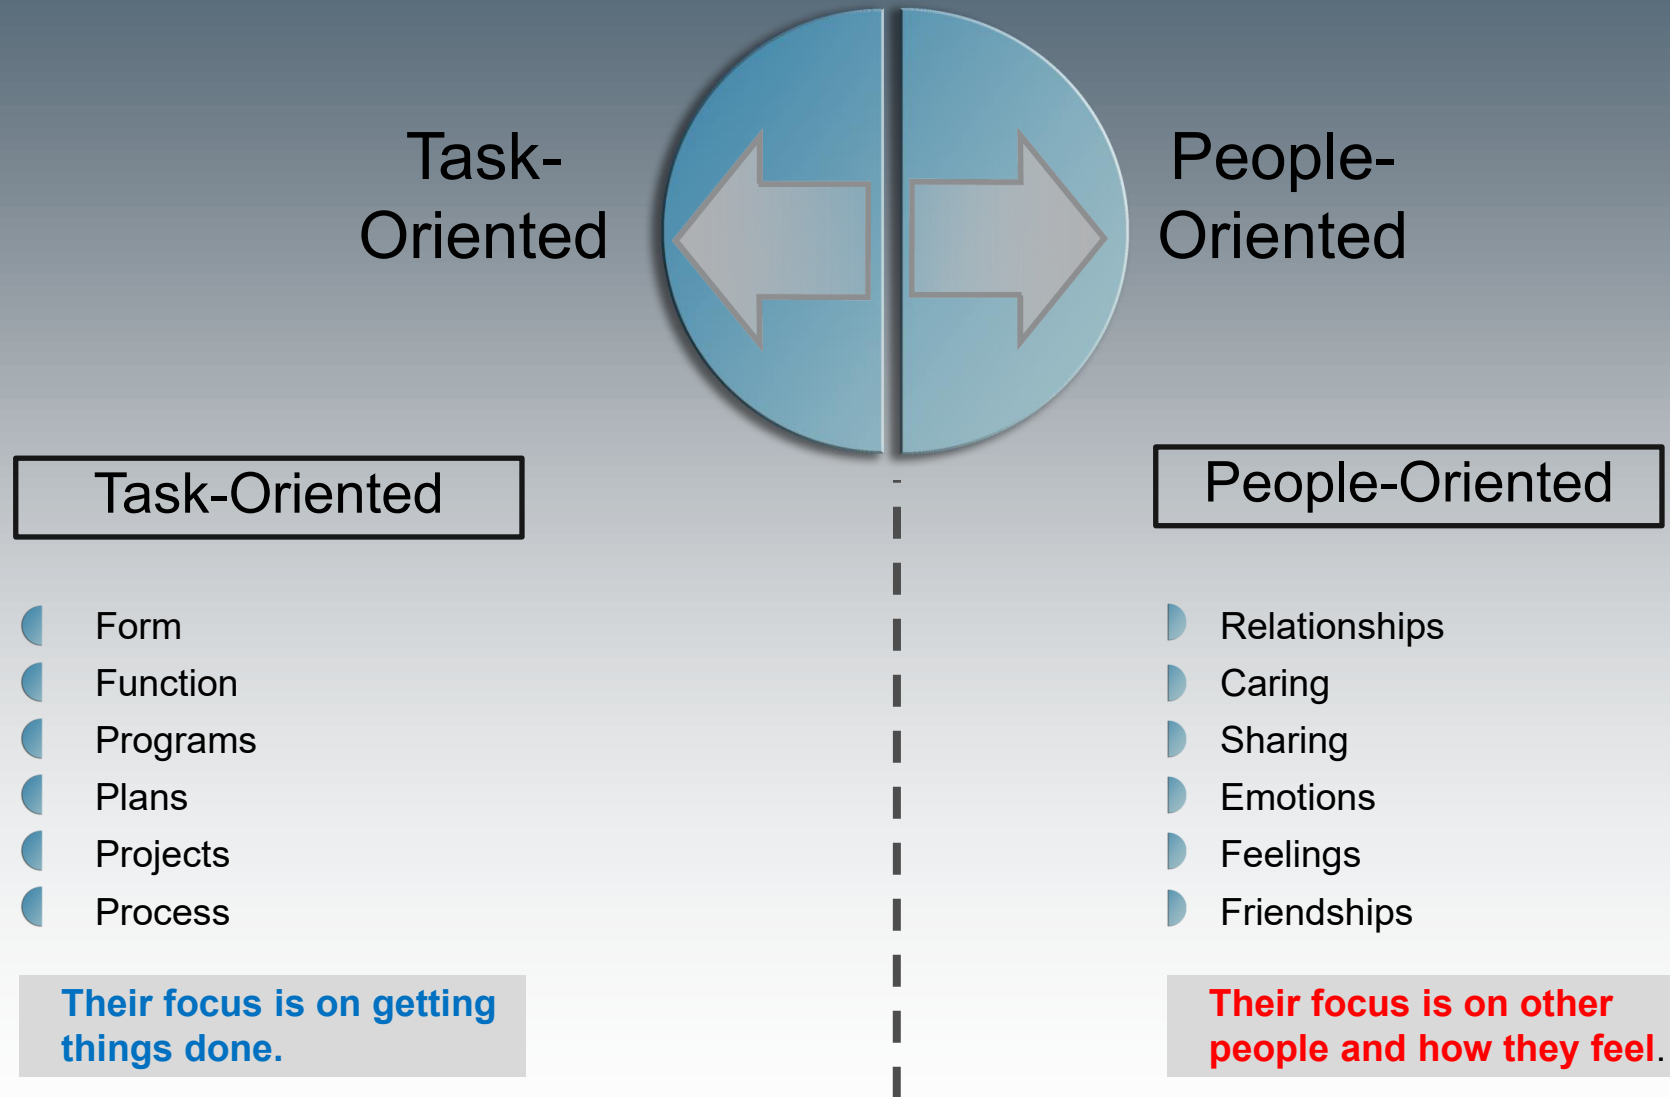 Task-
Oriented
People-
Oriented
Task-Oriented
Form
Function
Programs
Plans
Projects
Process
Their focus is on getting
things done.
People-Oriented
Relationships
Caring
Sharing
Emotions
Feelings
Friendships
Their focus is on other
people and how they feel.